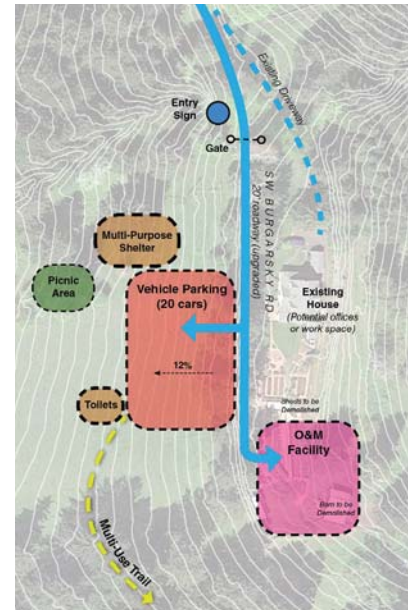 Existing Driveway
Entry
Sign
Gate
SW BURGARSKY RD
20' roadway (upgraded)
Multi-Purpose
Shelter
Picnic
Area
Vehicle Parking
(20 cars)
12%
Existing
House
(Potential offices
or work space)
Sheds to be
Demolished
Toilets
O&M
Facility
Barn to be
Demolished
Multi-Use Trail